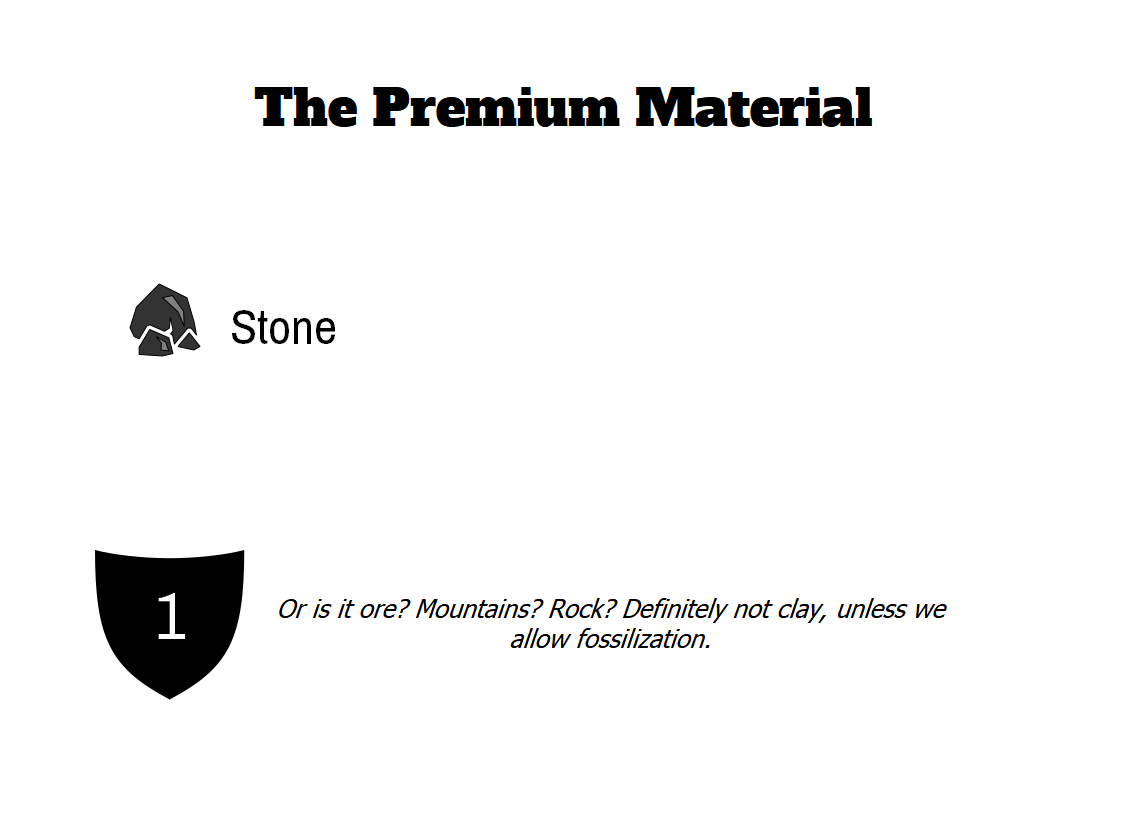 The Premium Material
Stone
1
Or is it ore? Mountains? Rock? Definitely not clay, unless we
allow fossilization.